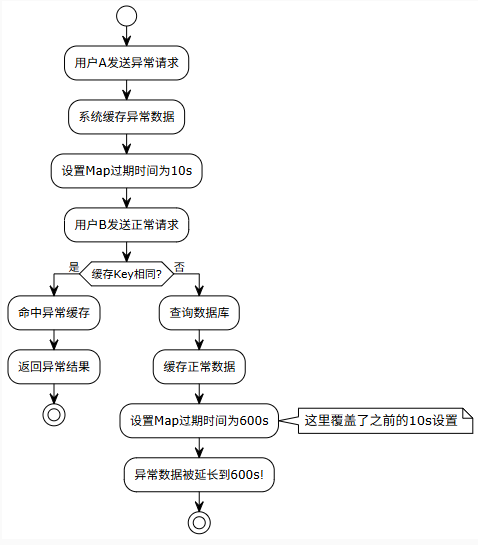 用户A发送异常请求
系统缓存异常数据
设置Map过期时间为10s
用户B发送正常请求
是
缓存Key相同?
否
命中异常缓存
查询数据库
返回异常结果
缓存正常数据
设置Map过期时间为600s
这里覆盖了之前的10s设置
异常数据被延长到600s!